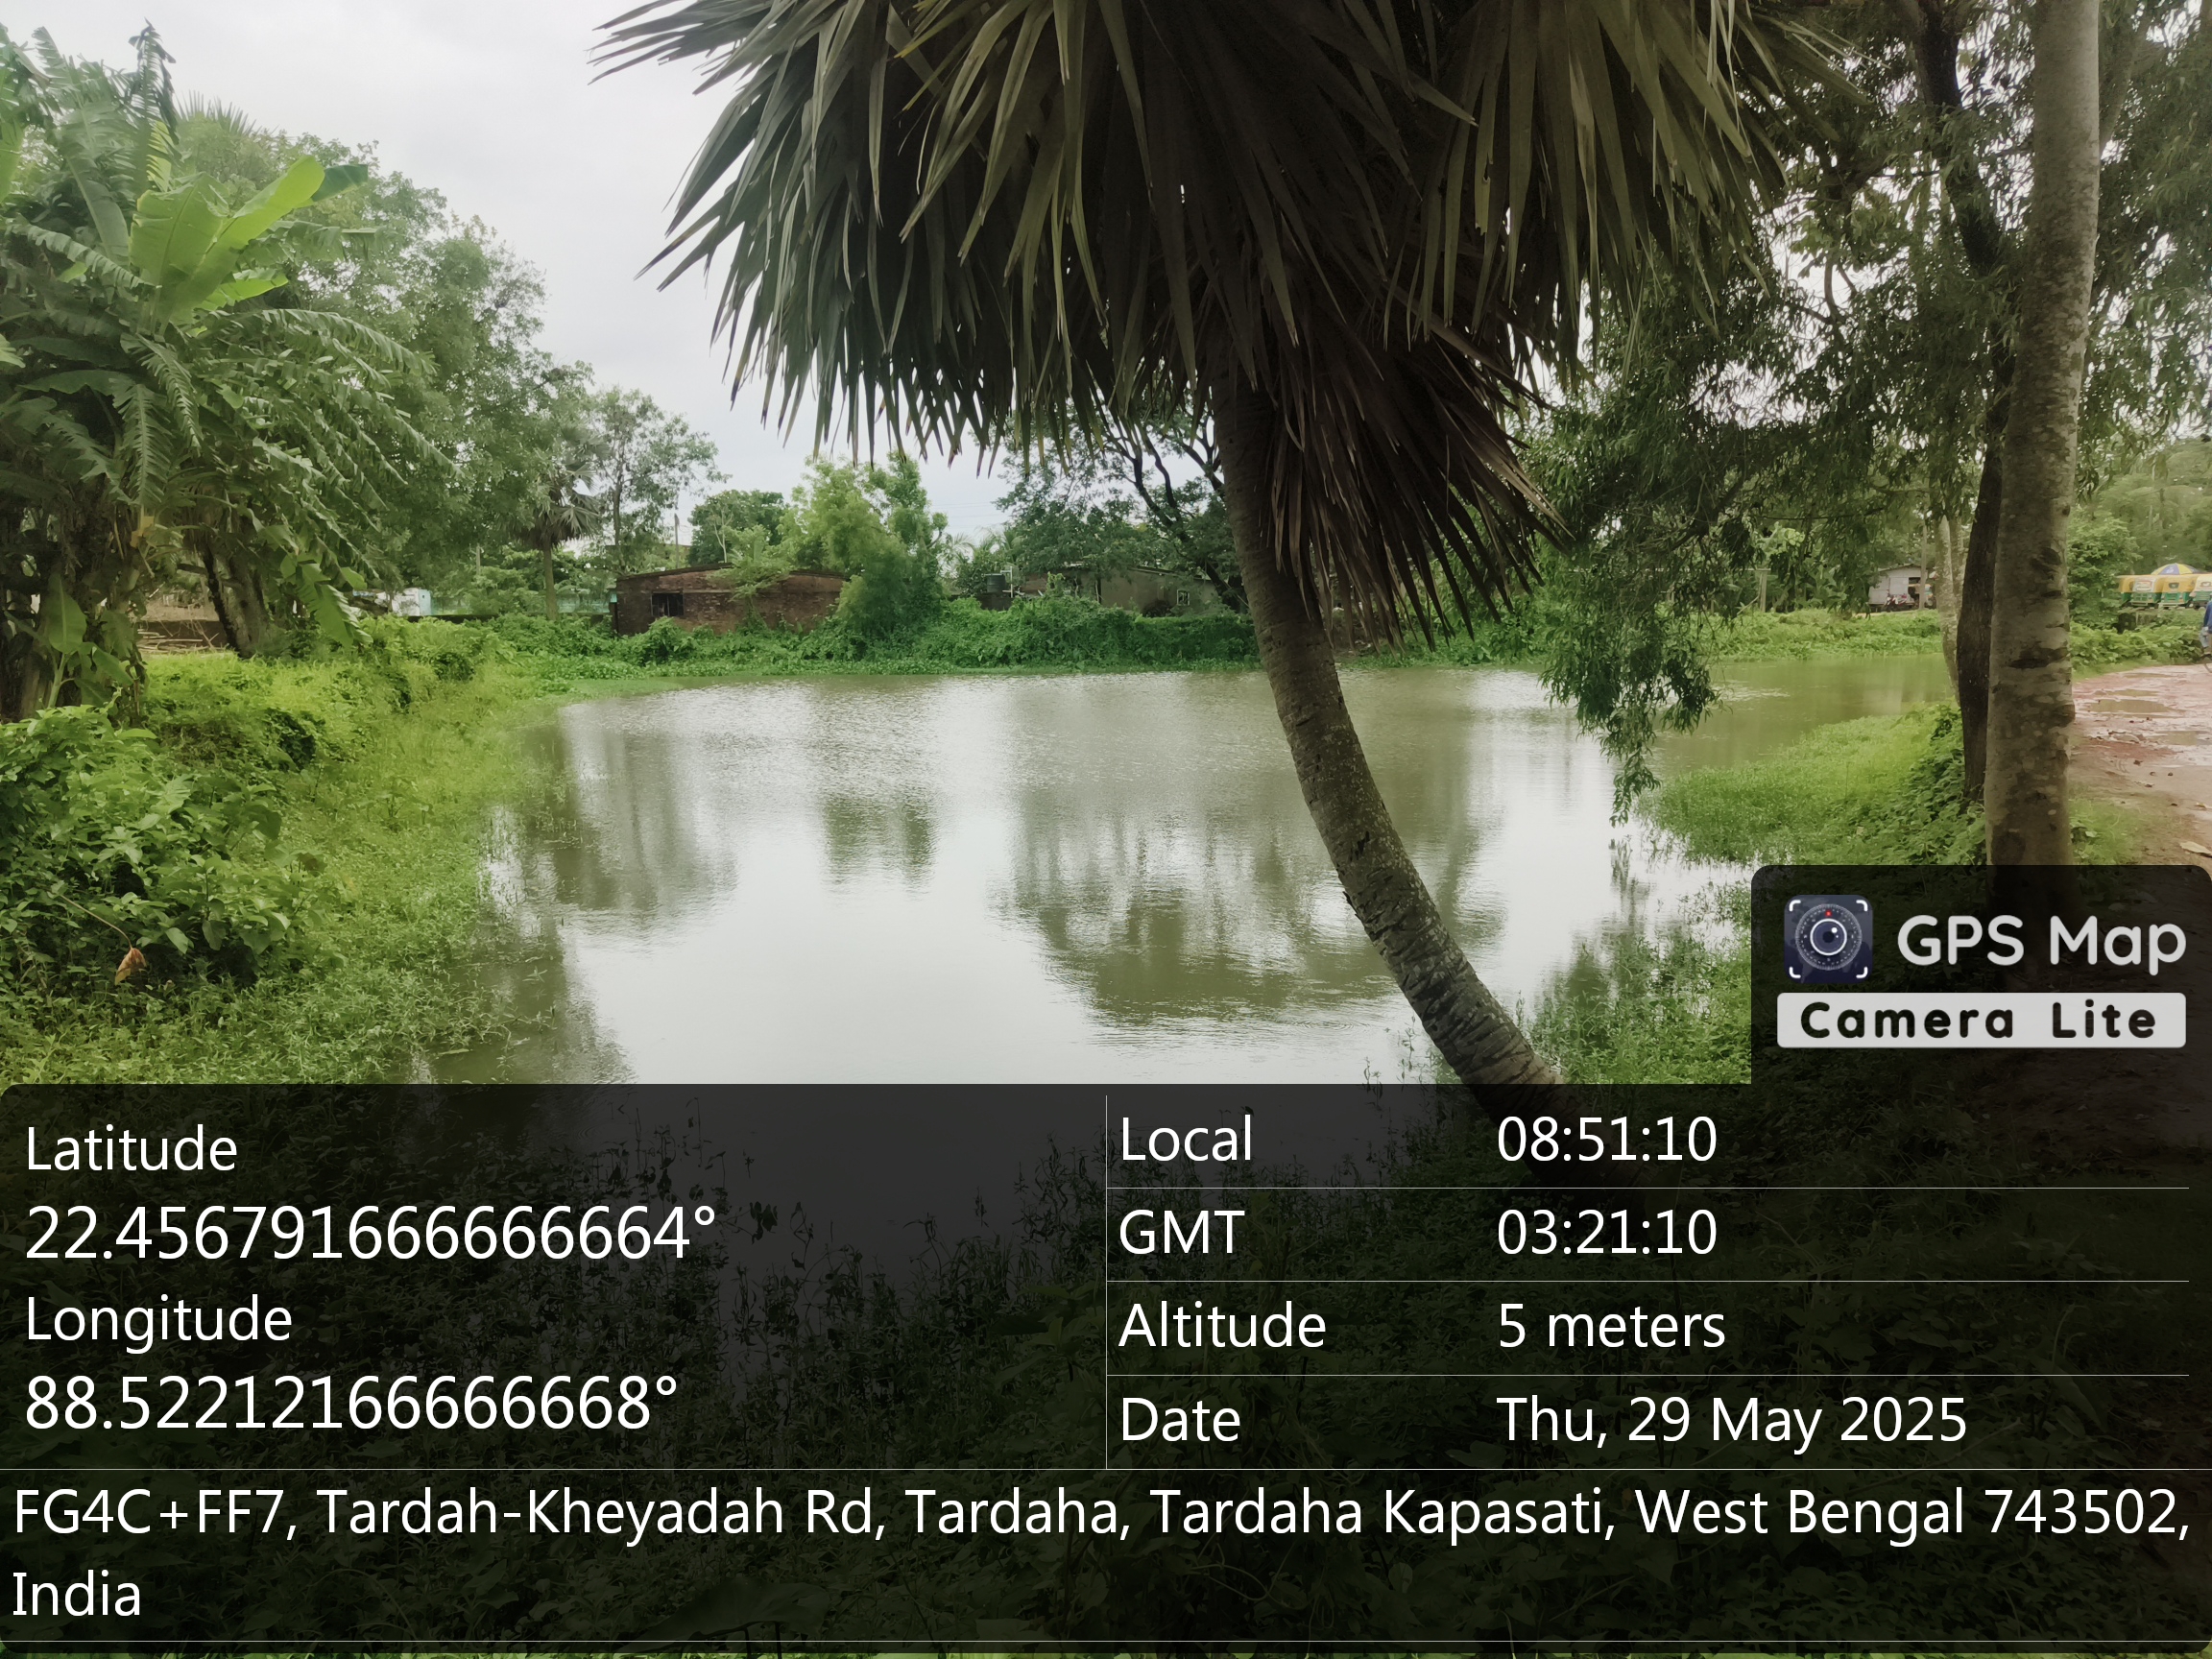 GPS Map
Camera Lite
Latitude
22.456791666666664°
Longitude
88.52212166666668°
Local 08:51:10
GMT 03:21:10
Altitude 5 meters
Date Thu, 29 May 2025
FG4C+FF7, Tardah-Kheyadah Rd, Tardaha, Tardaha Kapasati, West Bengal 743502,
India